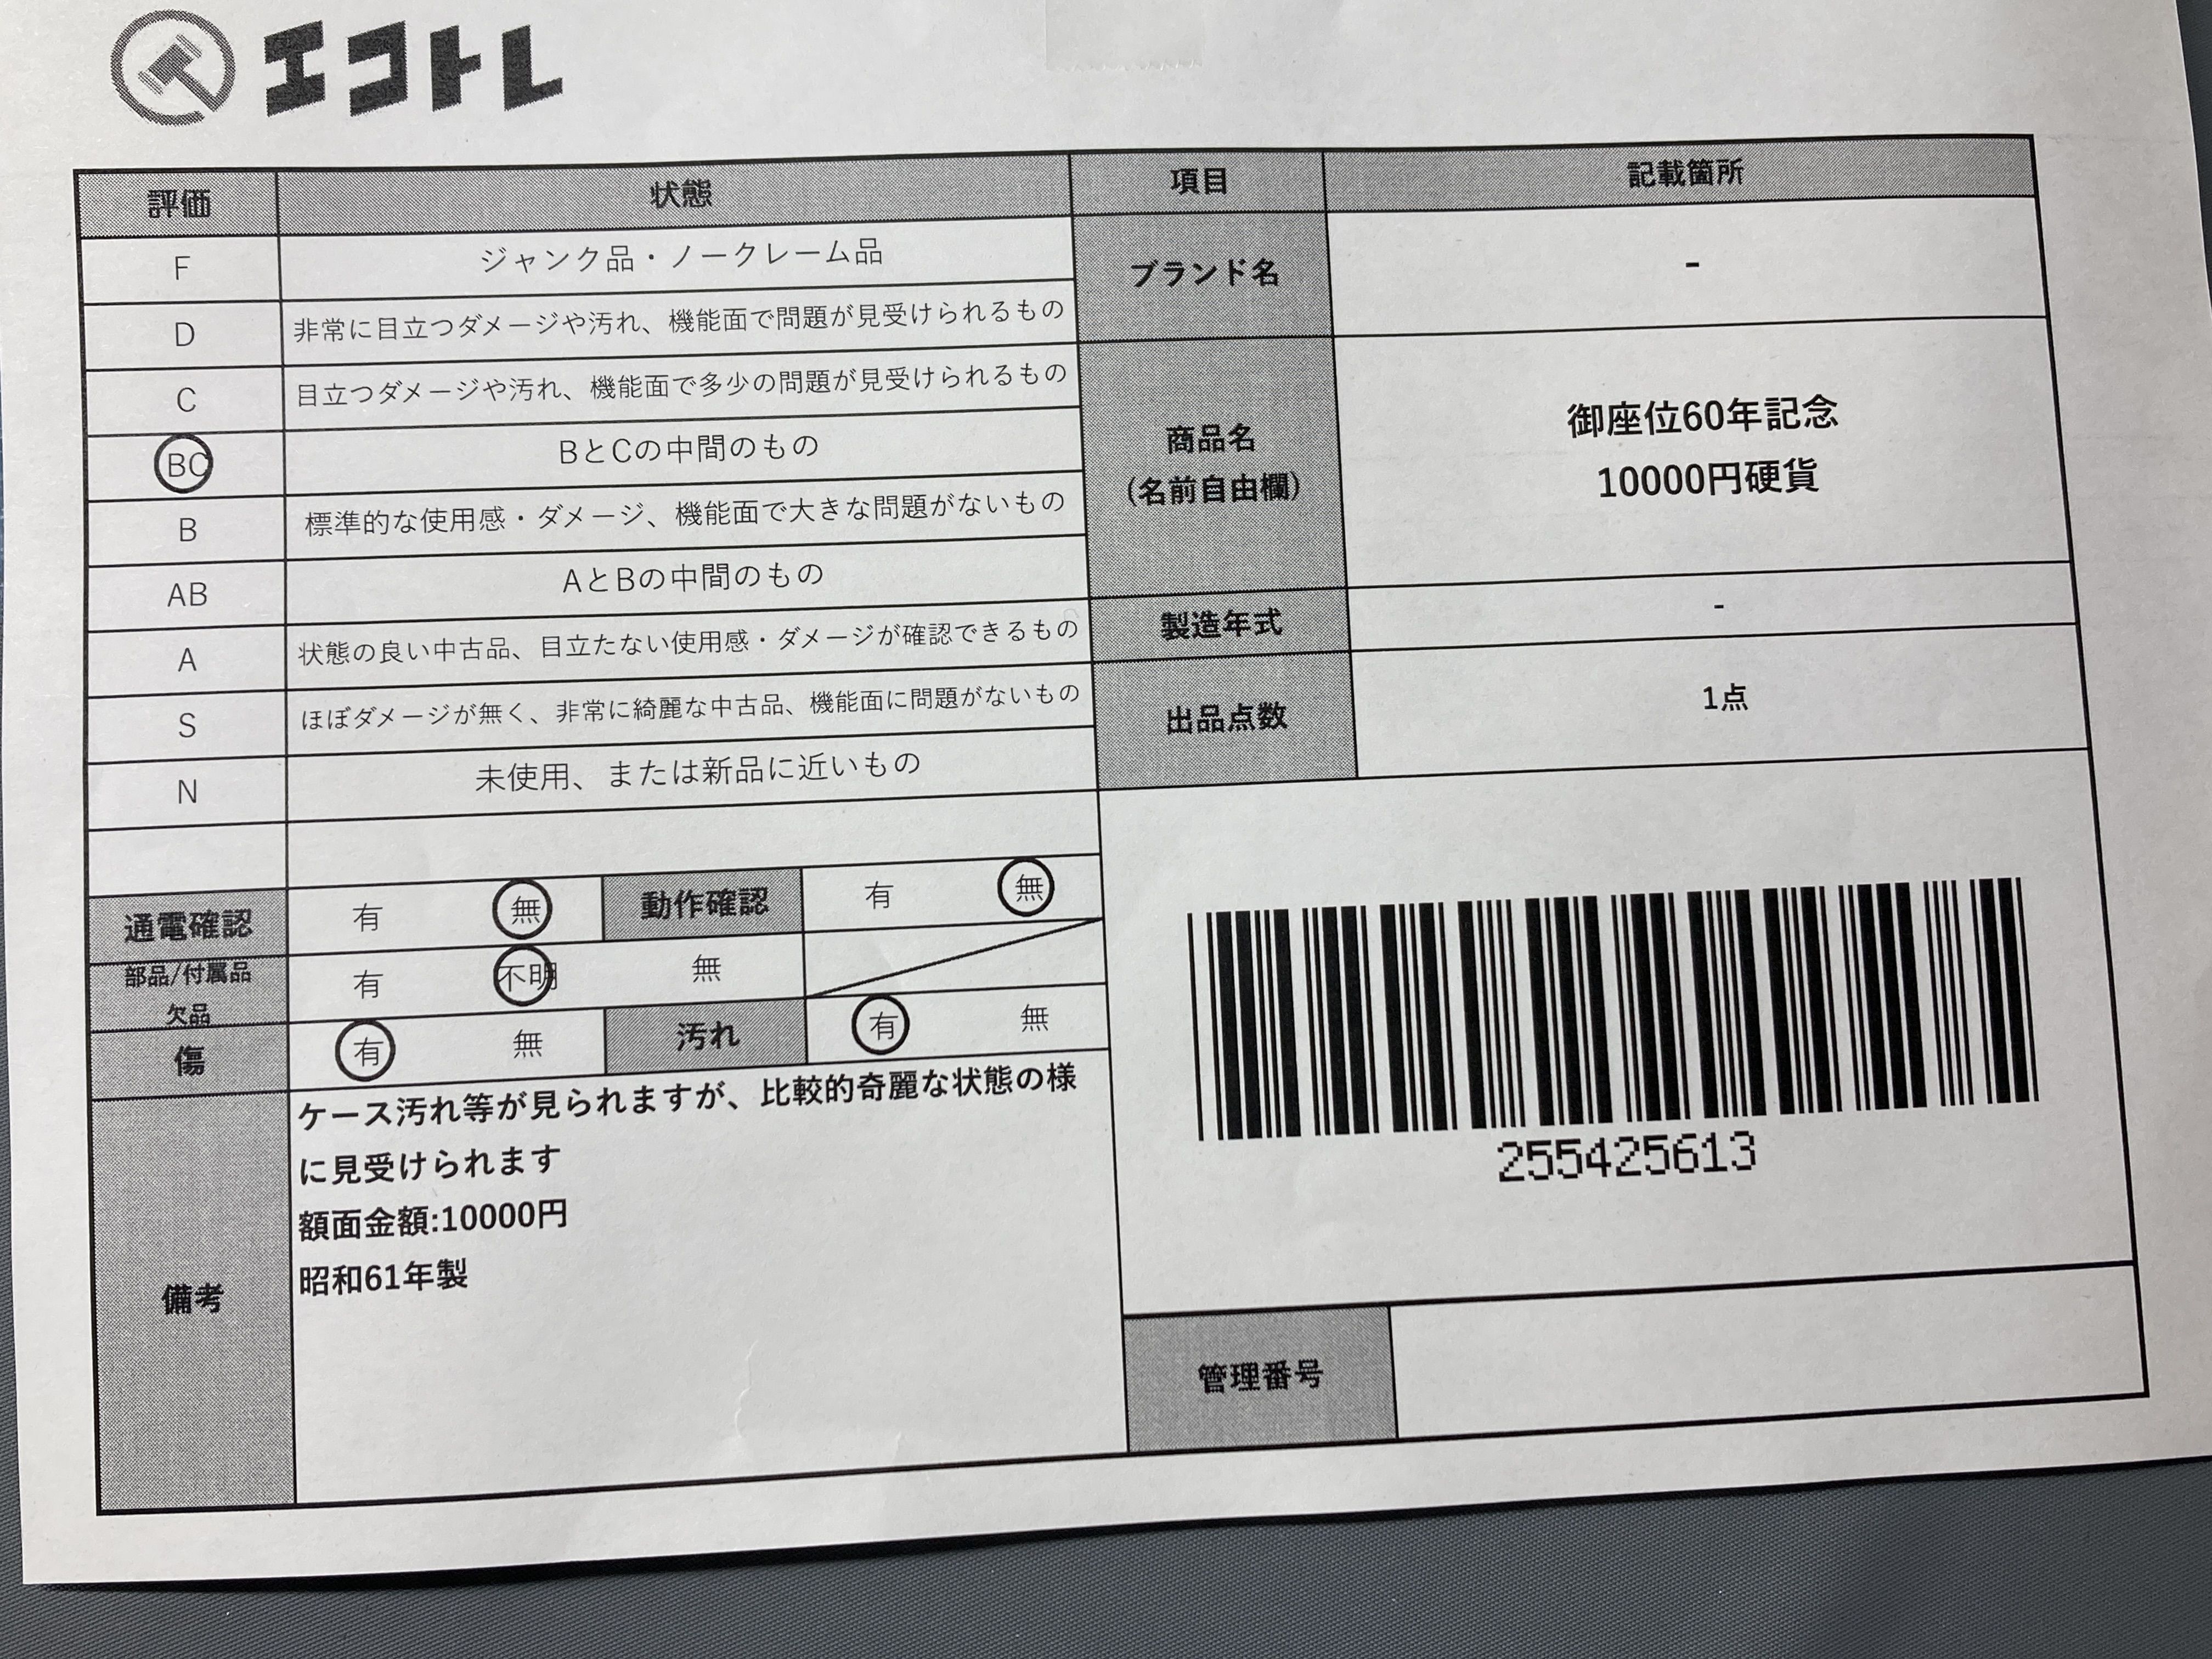 エコトレ
評価 状態
F ジャンク品・ノークレーム品
D 非常に目立つダメージや汚れ、機能面で問題が見受けられるもの
C 目立つダメージや汚れ、機能面で多少の問題が見受けられるもの
BC BとCの中間のもの
B 標準的な使用感・ダメージ、機能面で大きな問題がないもの
AB AとBの中間のもの
A 状態の良い中古品、目立たない使用感・ダメージが確認できるもの
S ほぼダメージが無く、非常に綺麗な中古品、機能面に問題がないもの
N 未使用、または新品に近いもの
通電確認 有 無 動作確認 有 無
部品/付属品
欠品 有 不明 無
傷 有 無 汚れ 有 無
備考
ケース汚れ等が見られますが、比較的奇麗な状態の様
に見受けられます
額面金額:10000円
昭和61年製
項目 記載箇所
ブランド名 -
商品名
(名前自由欄)
御座位60年記念
10000円硬貨
製造年式 -
出品点数 1点
255425613
管理番号